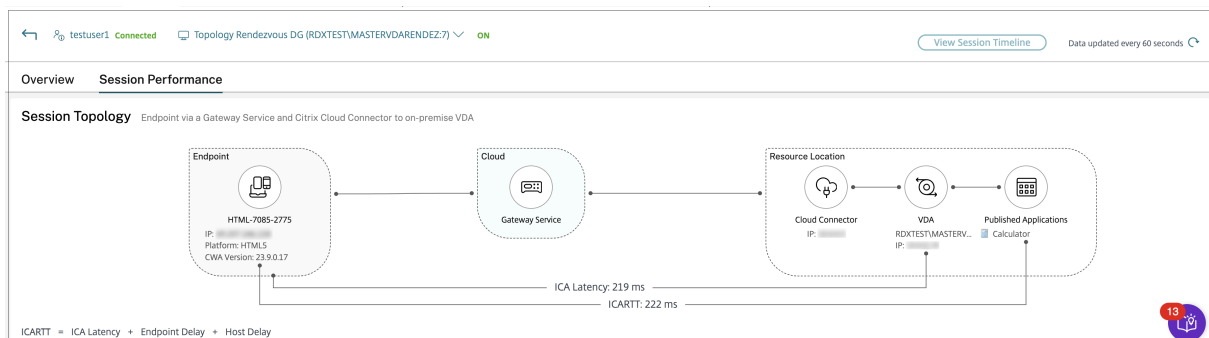 testuser1 Connected Topology Rendezvous DG (RDXTEST\MASTERVDARENDEZ:7) ON View Session Timeline Data updated every 60 seconds
Overview Session Performance
Session Topology Endpoint via a Gateway Service and Citrix Cloud Connector to on-premise VDA
Endpoint Cloud Resource Location
HTML-7085-2775 Gateway Service Cloud Connector VDA Published Applications
IP: IP: RDXTEST\MASTERV... Calculator
Platform: HTML5 IP:
CWA Version: 23.9.0.17
ICA Latency: 219 ms
ICARTT: 222 ms
13
ICARTT = ICA Latency + Endpoint Delay + Host Delay